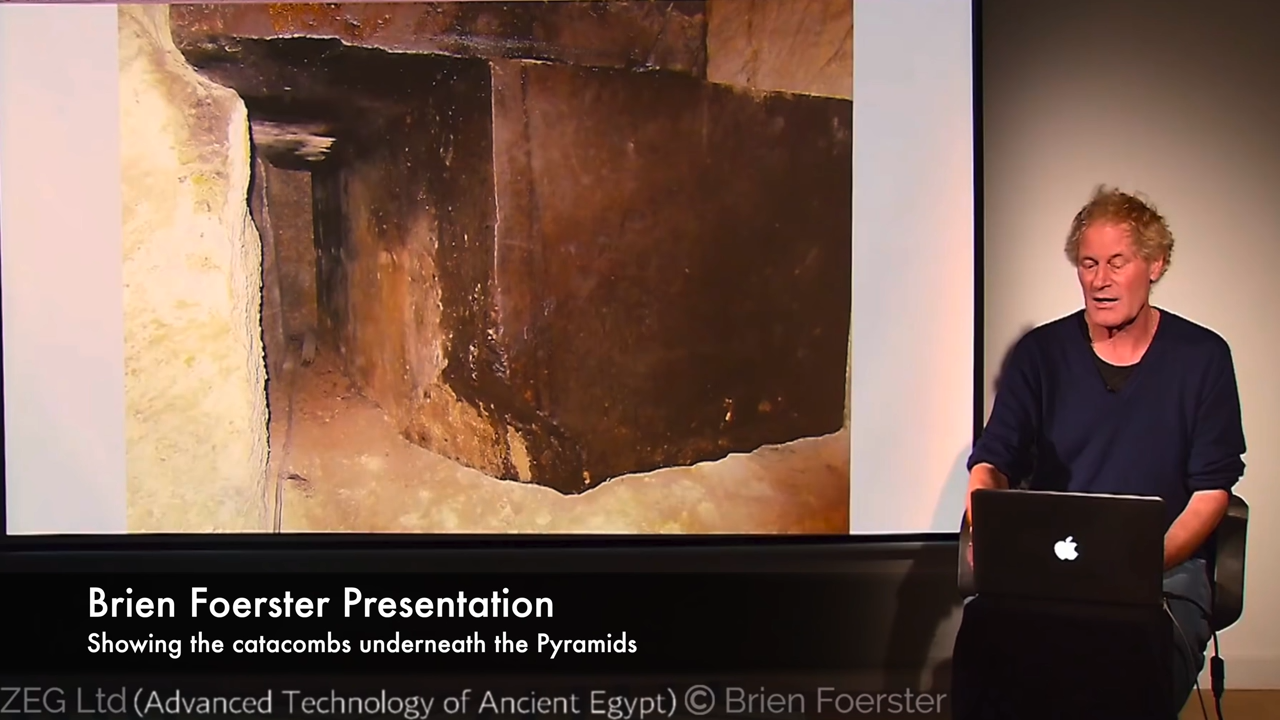 Brien Foerster Presentation
Showing the catacombs underneath the Pyramids
ZEG Ltd (Advanced Technology of Ancient Egypt) © Brien Foerster